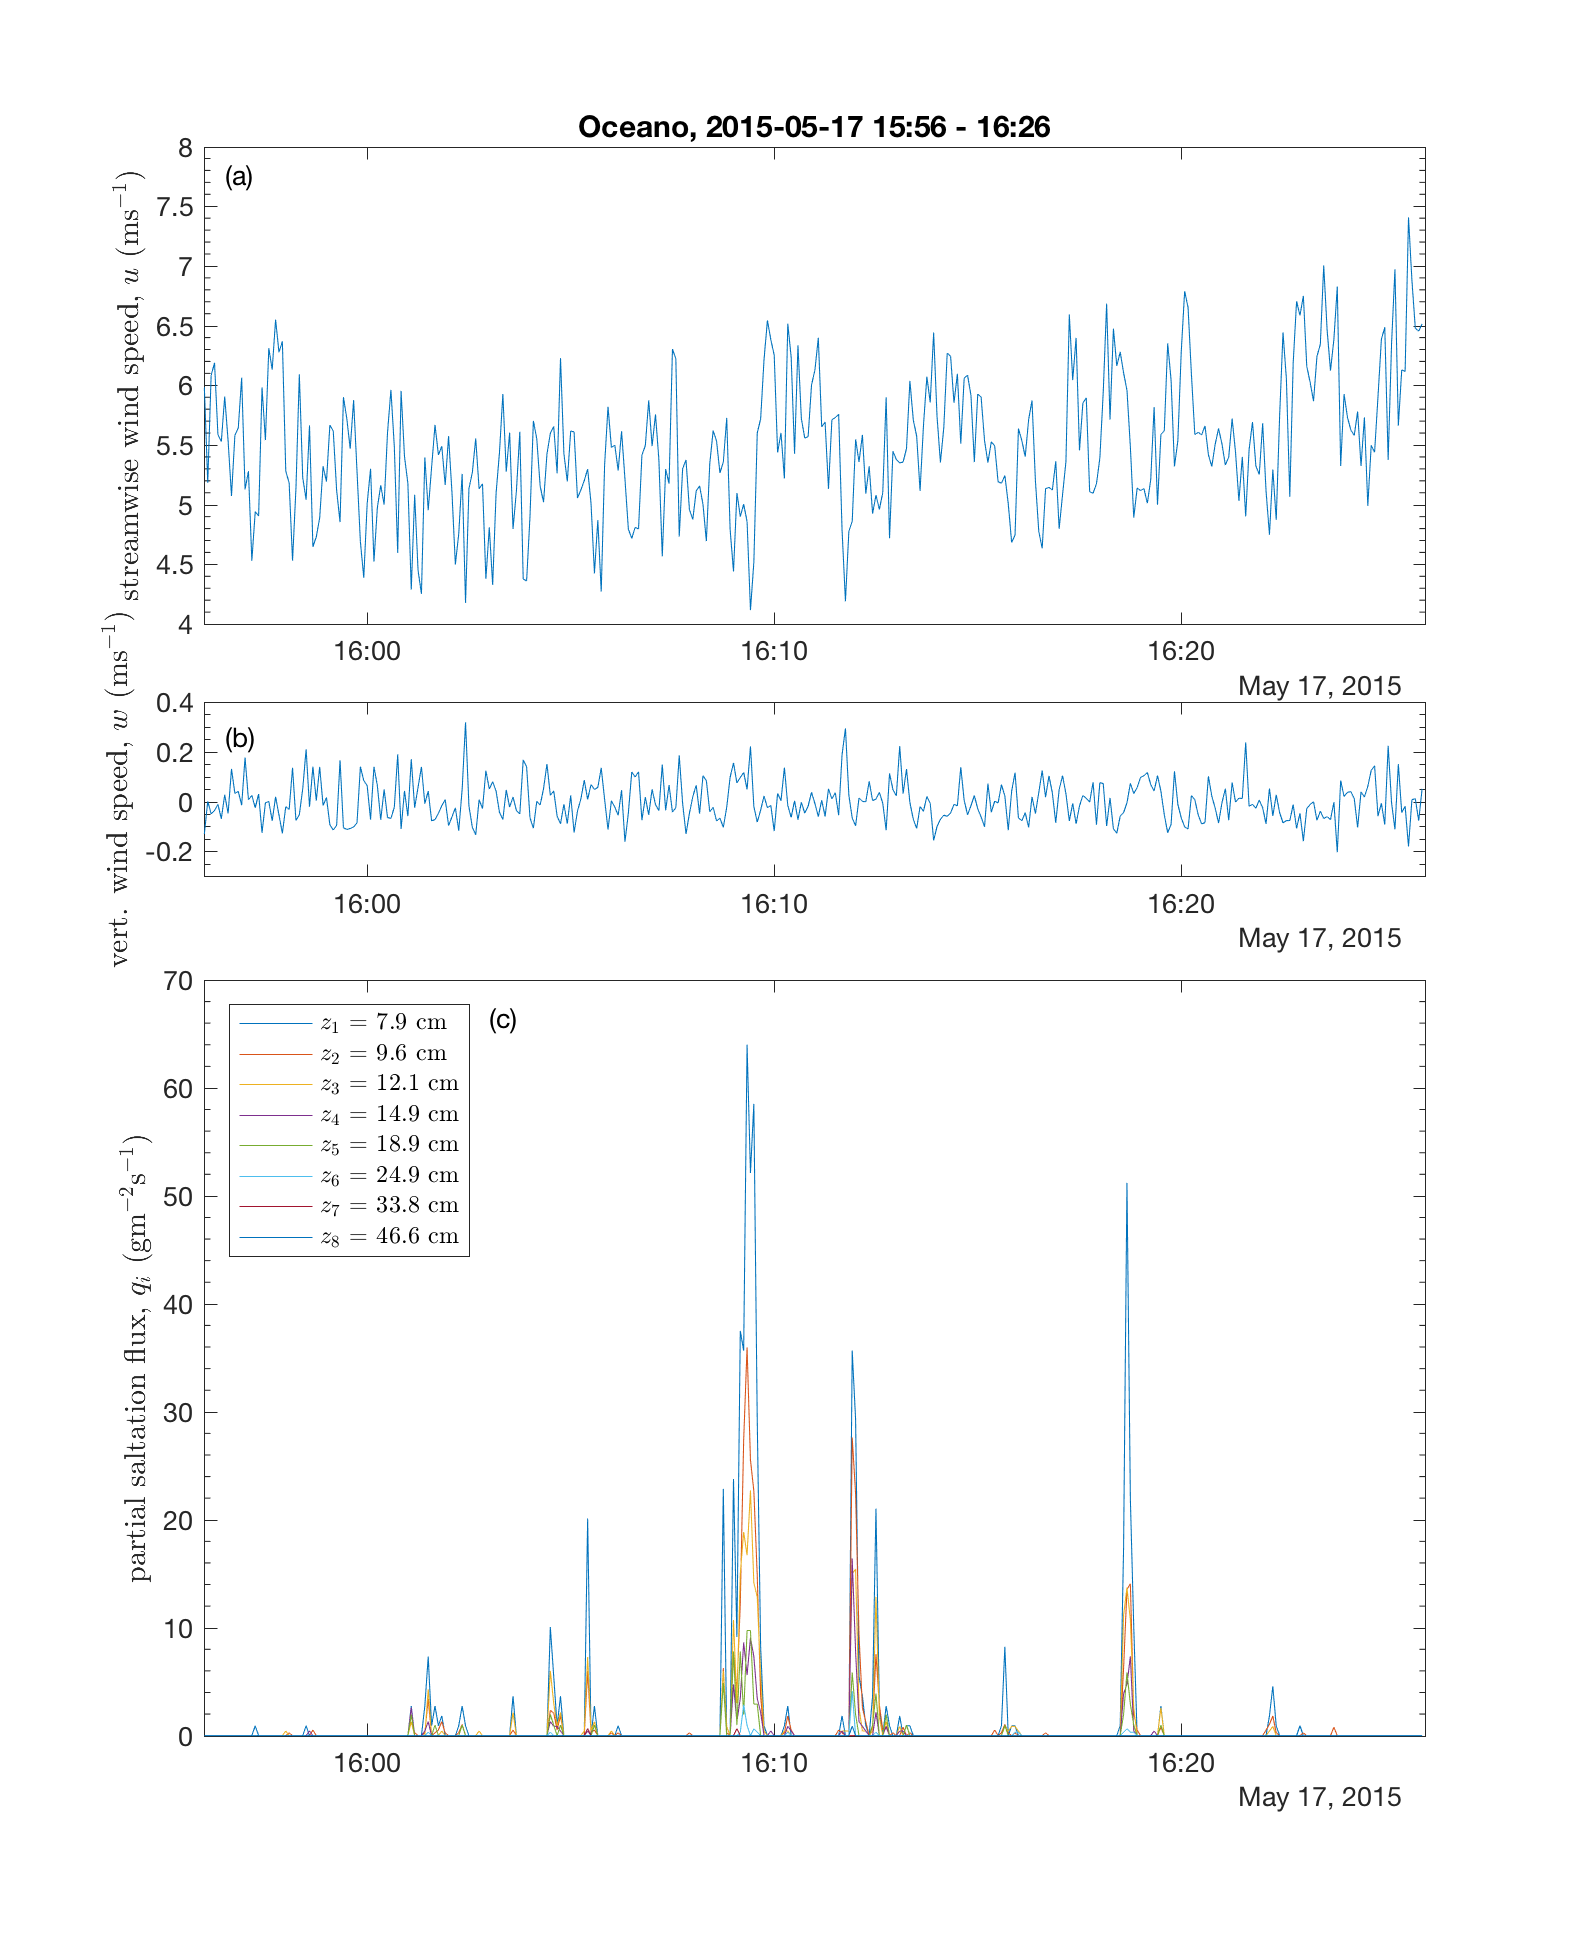 Oceano, 2015-05-17 15:56 - 16:26
(a)
streamwise wind speed, u (ms⁻¹)
8
7.5
7
6.5
6
5.5
5
4.5
4
16:00 16:10 16:20
May 17, 2015
(b)
vert. wind speed, w (ms⁻¹)
0.4
0.2
0
-0.2
16:00 16:10 16:20
May 17, 2015
(c)
partial saltation flux, qᵢ (gm⁻²s⁻¹)
70
60
50
40
30
20
10
0
z₁ = 7.9 cm
z₂ = 9.6 cm
z₃ = 12.1 cm
z₄ = 14.9 cm
z₅ = 18.9 cm
z₆ = 24.9 cm
z₇ = 33.8 cm
z₈ = 46.6 cm
16:00 16:10 16:20
May 17, 2015